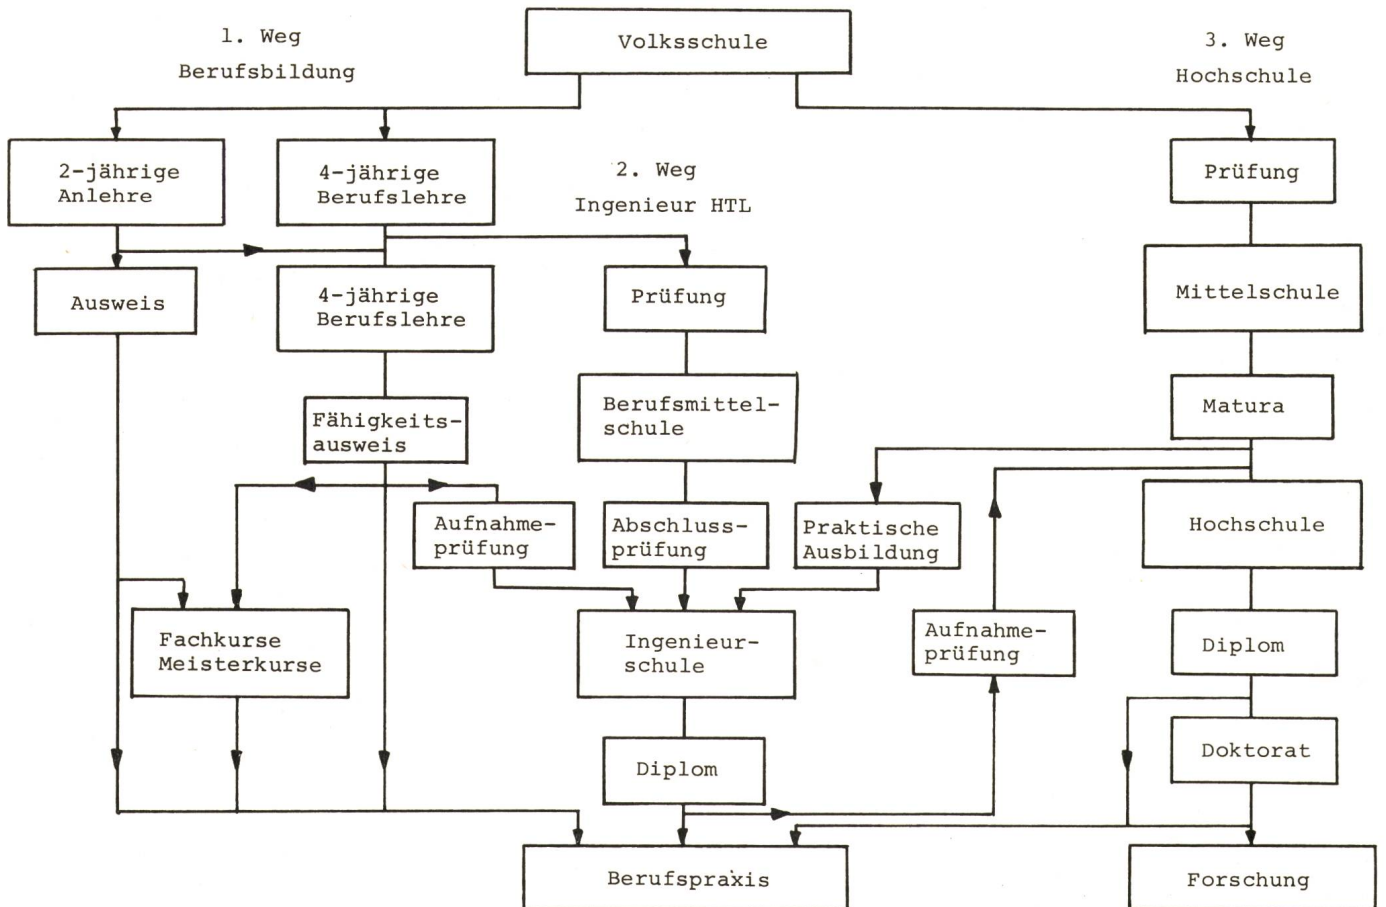 1. Weg
Berufsbildung
Volksschule
3. Weg
Hochschule
2-jährige
Anlehre
4-jährige
Berufslehre
2. Weg
Ingenieur HTL
Prüfung
Ausweis
4-jährige
Berufslehre
Prüfung
Mittelschule
Fähigkeits-
ausweis
Berufsmittel-
schule
Matura
Aufnahme-
prüfung
Abschluss-
prüfung
Praktische
Ausbildung
Hochschule
Fachkurse
Meisterkurse
Ingenieur-
schule
Aufnahme-
prüfung
Diplom
Diplom
Doktorat
Berufspraxis
Forschung